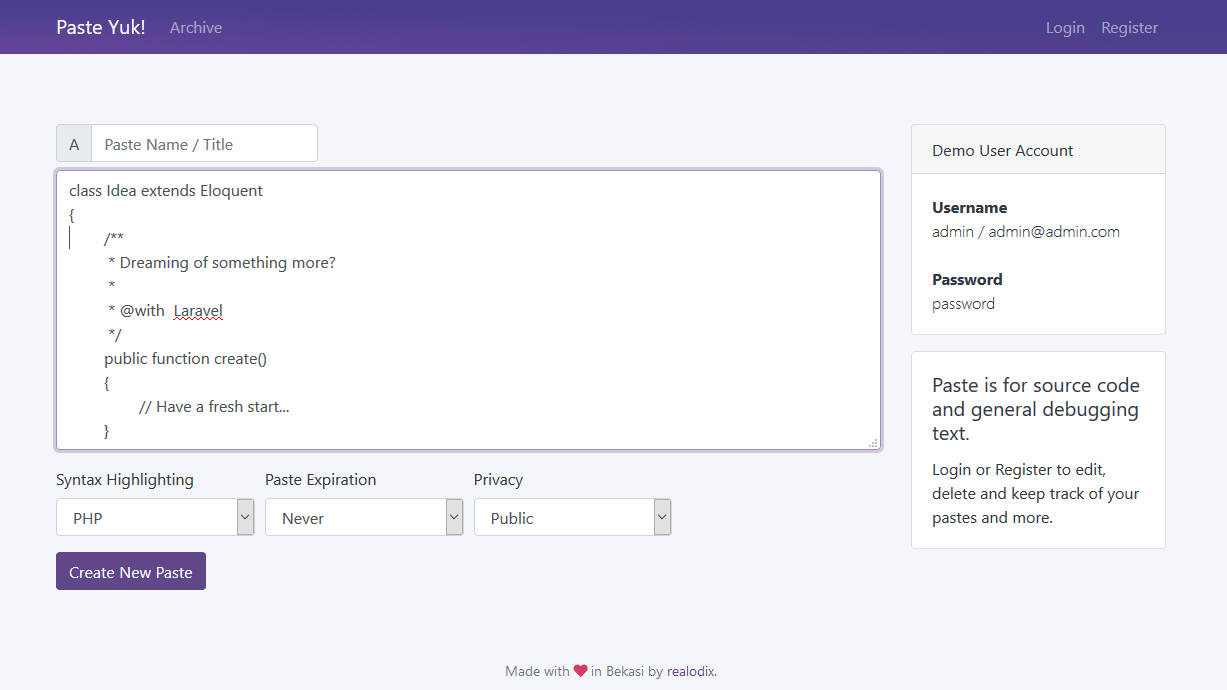 Paste Yuk! Archive Login Register
A Paste Name / Title
class Idea extends Eloquent
{
/**
* Dreaming of something more?
*
* @with  Laravel
*/
public function create()
{
// Have a fresh start...
}
Syntax Highlighting Paste Expiration Privacy
PHP Never Public
Create New Paste
Demo User Account
Username
admin / admin@admin.com
Password
password
Paste is for source code
and general debugging
text.
Login or Register to edit,
delete and keep track of your
pastes and more.
Made with ❤ in Bekasi by realodix.